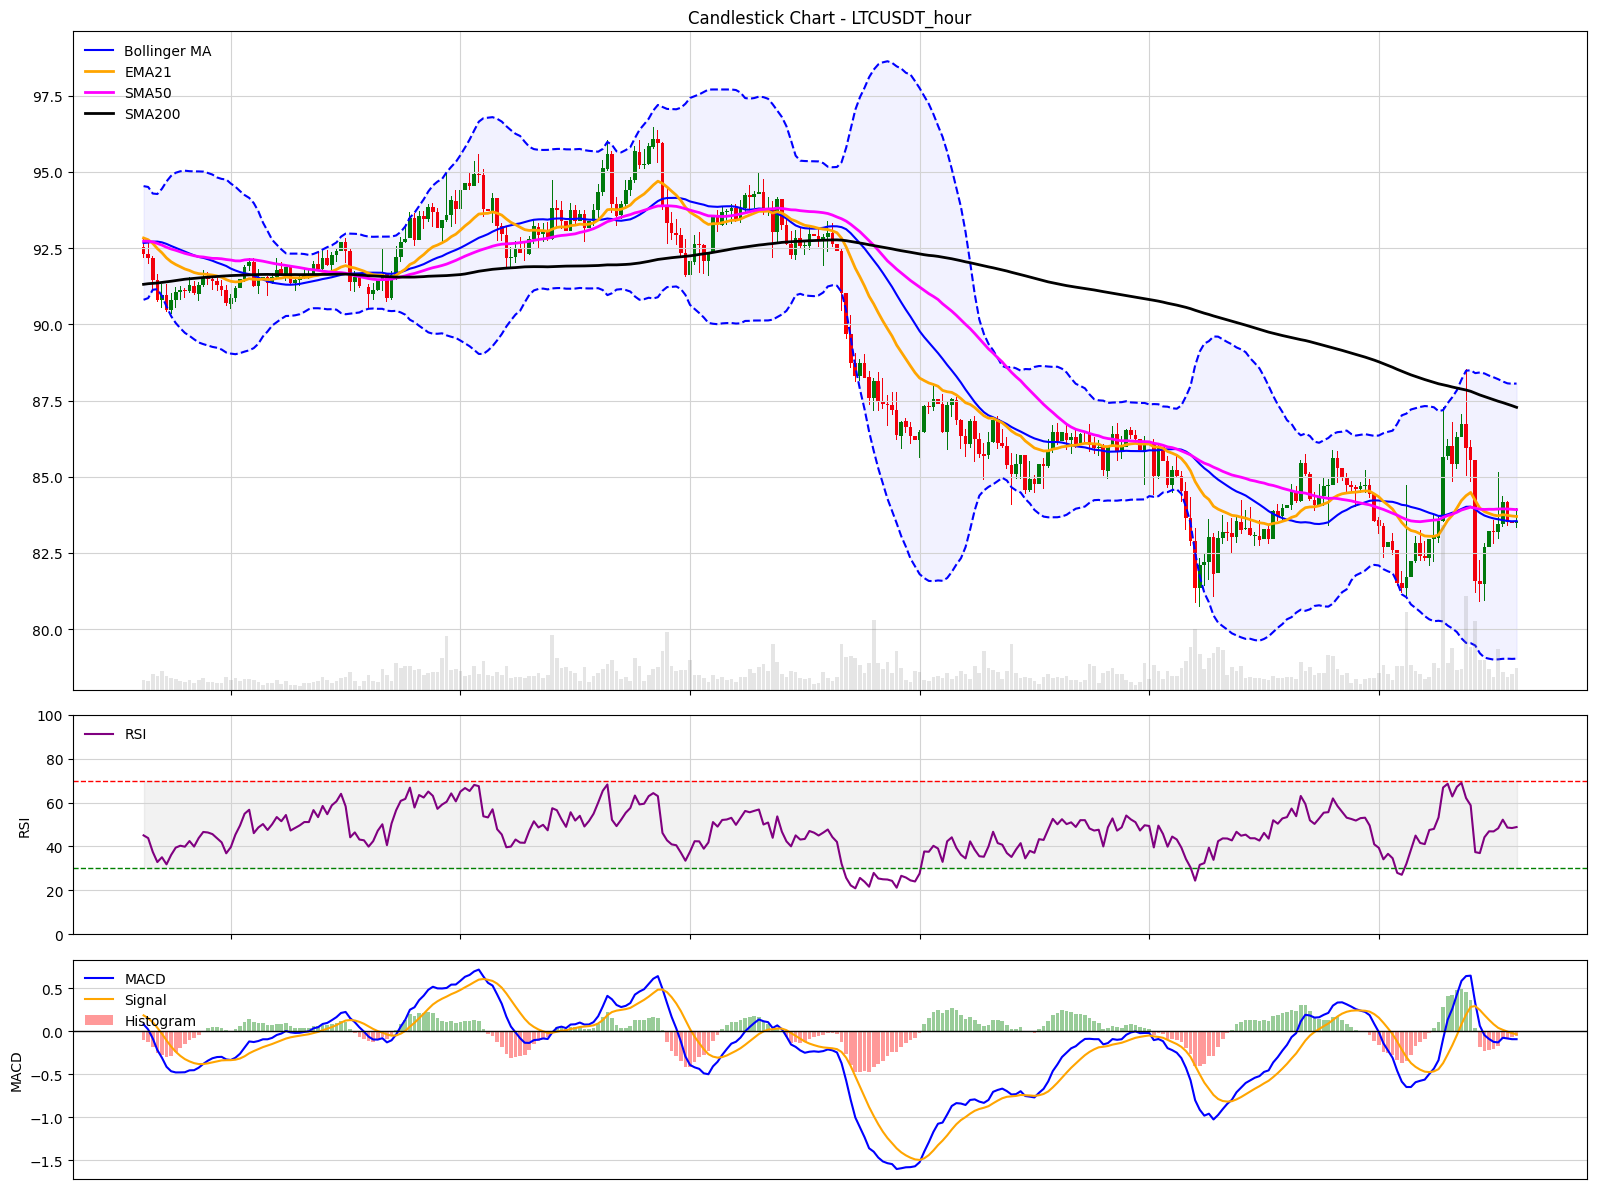 Candlestick Chart - LTCUSDT_hour
Bollinger MA
EMA21
SMA50
SMA200
97.5
95.0
92.5
90.0
87.5
85.0
82.5
80.0
RSI
100
80
60
40
20
0
RSI
MACD
Signal
Histogram
0.5
0.0
−0.5
−1.0
−1.5
MACD